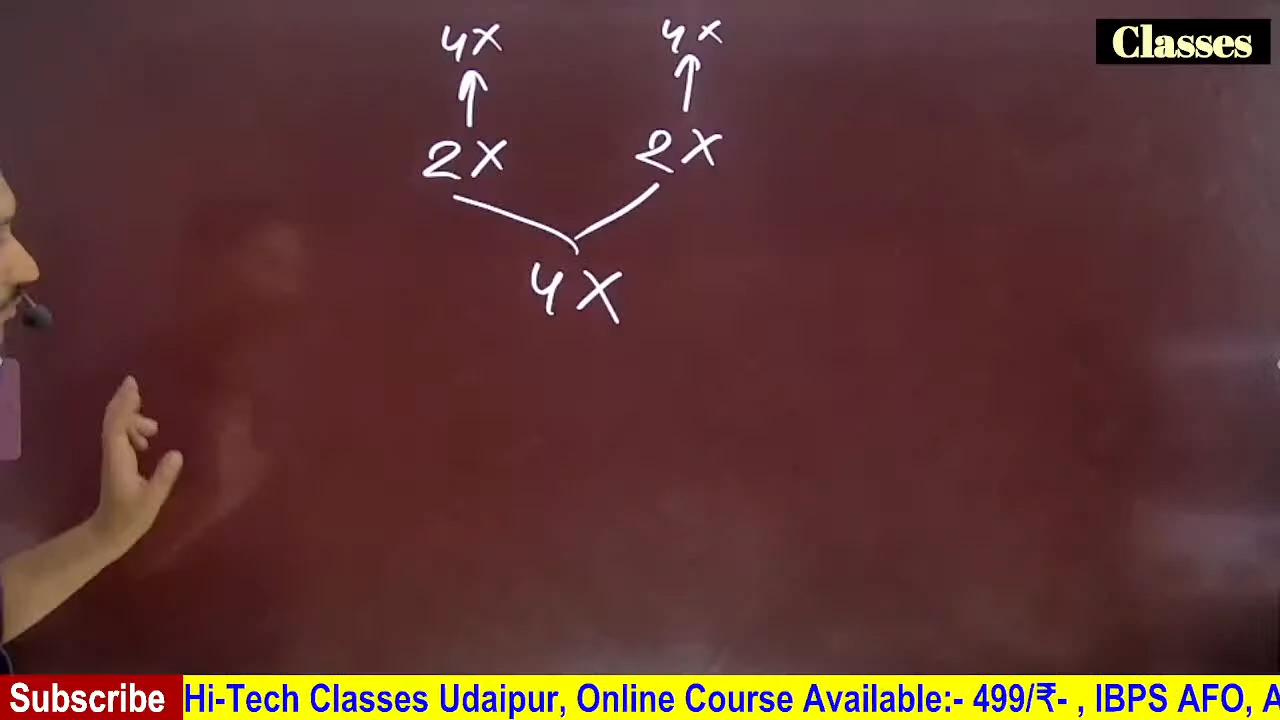 4X 4X
Classes
2X 2X
4X
Subscribe Hi-Tech Classes Udaipur, Online Course Available:- 499/₹- , IBPS AFO, A